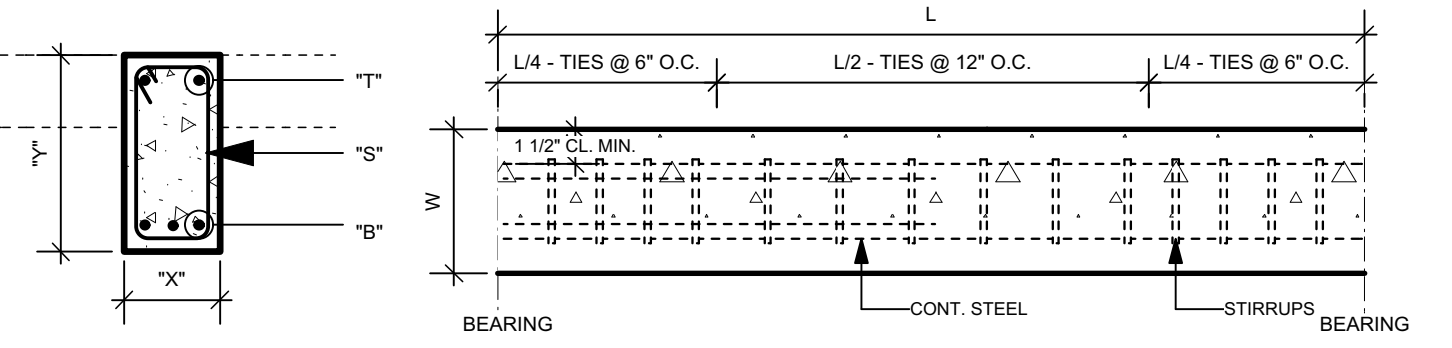 "Y"
"X"
"T"
"S"
"B"
L
L/4 - TIES @ 6" O.C.
L/2 - TIES @ 12" O.C.
L/4 - TIES @ 6" O.C.
1 1/2" CL. MIN.
W
CONT. STEEL
STIRRUPS
BEARING
BEARING